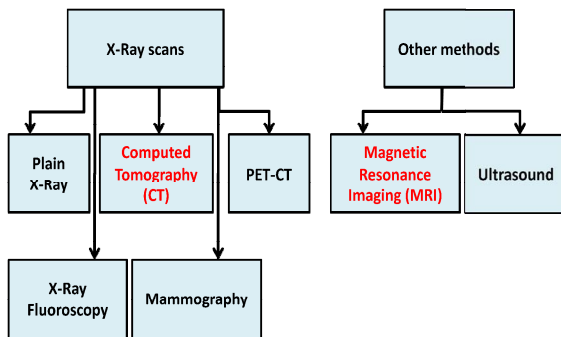 X-Ray scans
Other methods
Plain
X-Ray
Computed
Tomography
(CT)
PET-CT
Magnetic
Resonance
Imaging (MRI)
Ultrasound
X-Ray
Fluoroscopy
Mammography